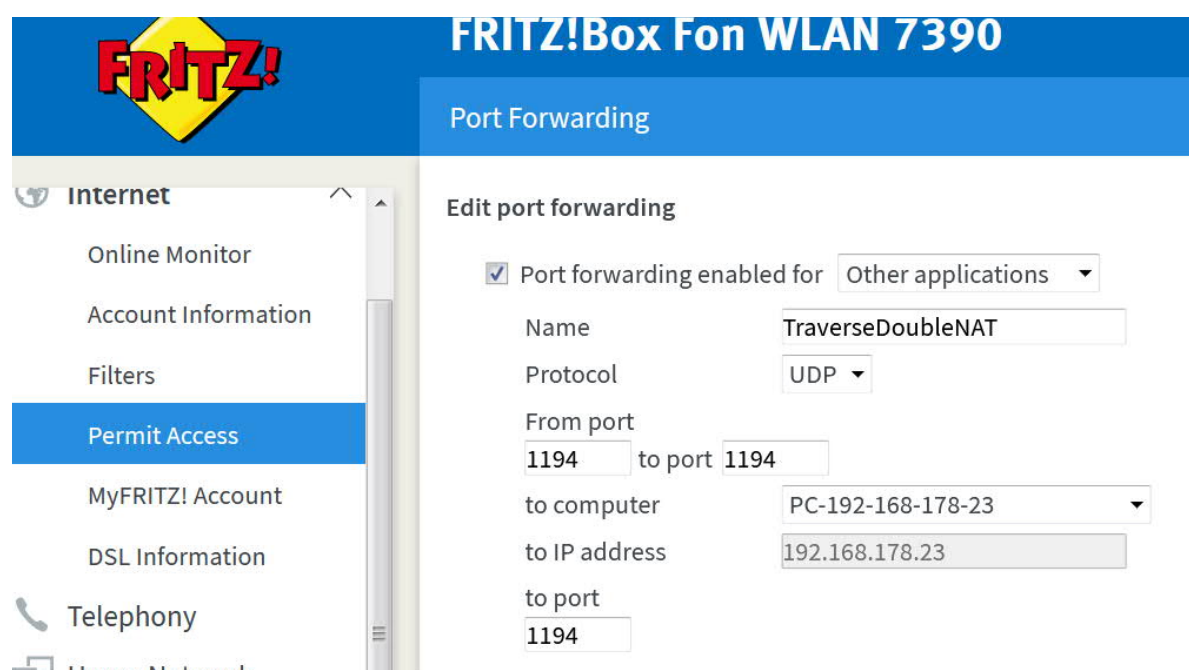 FRITZ!
FRITZ!Box Fon WLAN 7390
Port Forwarding
Internet
Online Monitor
Account Information
Filters
Permit Access
MyFRITZ! Account
DSL Information
Telephony
Edit port forwarding
Port forwarding enabled for Other applications
Name TraverseDoubleNAT
Protocol UDP
From port
1194 to port 1194
to computer PC-192-168-178-23
to IP address 192.168.178.23
to port
1194